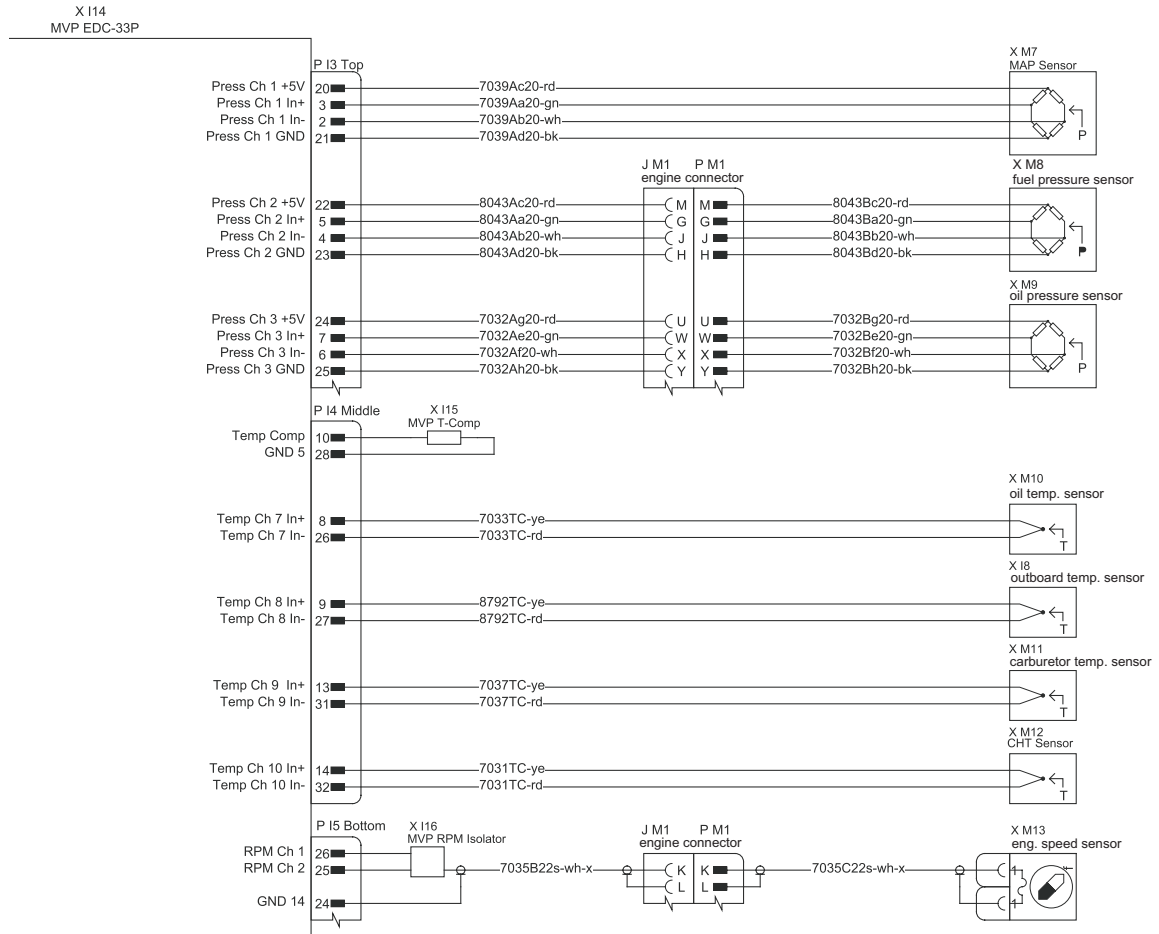 X I14
MVP EDC-33P
P I3 Top
Press Ch 1 +5V 20 7039Ac20-rd
Press Ch 1 In+ 3 7039Aa20-gn
Press Ch 1 In- 2 7039Ab20-wh
Press Ch 1 GND 21 7039Ad20-bk
X M7
MAP Sensor
P
J M1 P M1
engine connector
Press Ch 2 +5V 22 8043Ac20-rd M M 8043Bc20-rd
Press Ch 2 In+ 5 8043Aa20-gn G G 8043Ba20-gn
Press Ch 2 In- 4 8043Ab20-wh J J 8043Bb20-wh
Press Ch 2 GND 23 8043Ad20-bk H H 8043Bd20-bk
X M8
fuel pressure sensor
P
Press Ch 3 +5V 24 7032Ag20-rd U U 7032Bg20-rd
Press Ch 3 In+ 7 7032Ae20-gn W W 7032Be20-gn
Press Ch 3 In- 6 7032Af20-wh X X 7032Bf20-wh
Press Ch 3 GND 25 7032Ah20-bk Y Y 7032Bh20-bk
X M9
oil pressure sensor
P
P I4 Middle
X I15
MVP T-Comp
Temp Comp 10
GND 5 28
Temp Ch 7 In+ 8 7033TC-ye
Temp Ch 7 In- 26 7033TC-rd
X M10
oil temp. sensor
T
Temp Ch 8 In+ 9 8792TC-ye
Temp Ch 8 In- 27 8792TC-rd
X I8
outboard temp. sensor
T
Temp Ch 9 In+ 13 7037TC-ye
Temp Ch 9 In- 31 7037TC-rd
X M11
carburetor temp. sensor
T
Temp Ch 10 In+ 14 7031TC-ye
Temp Ch 10 In- 32 7031TC-rd
X M12
CHT Sensor
T
P I5 Bottom
X I16
MVP RPM Isolator
J M1 P M1
engine connector
X M13
eng. speed sensor
RPM Ch 1 26
RPM Ch 2 25 7035B22s-wh-x K K 7035C22s-wh-x 1
L L
GND 14 24 1